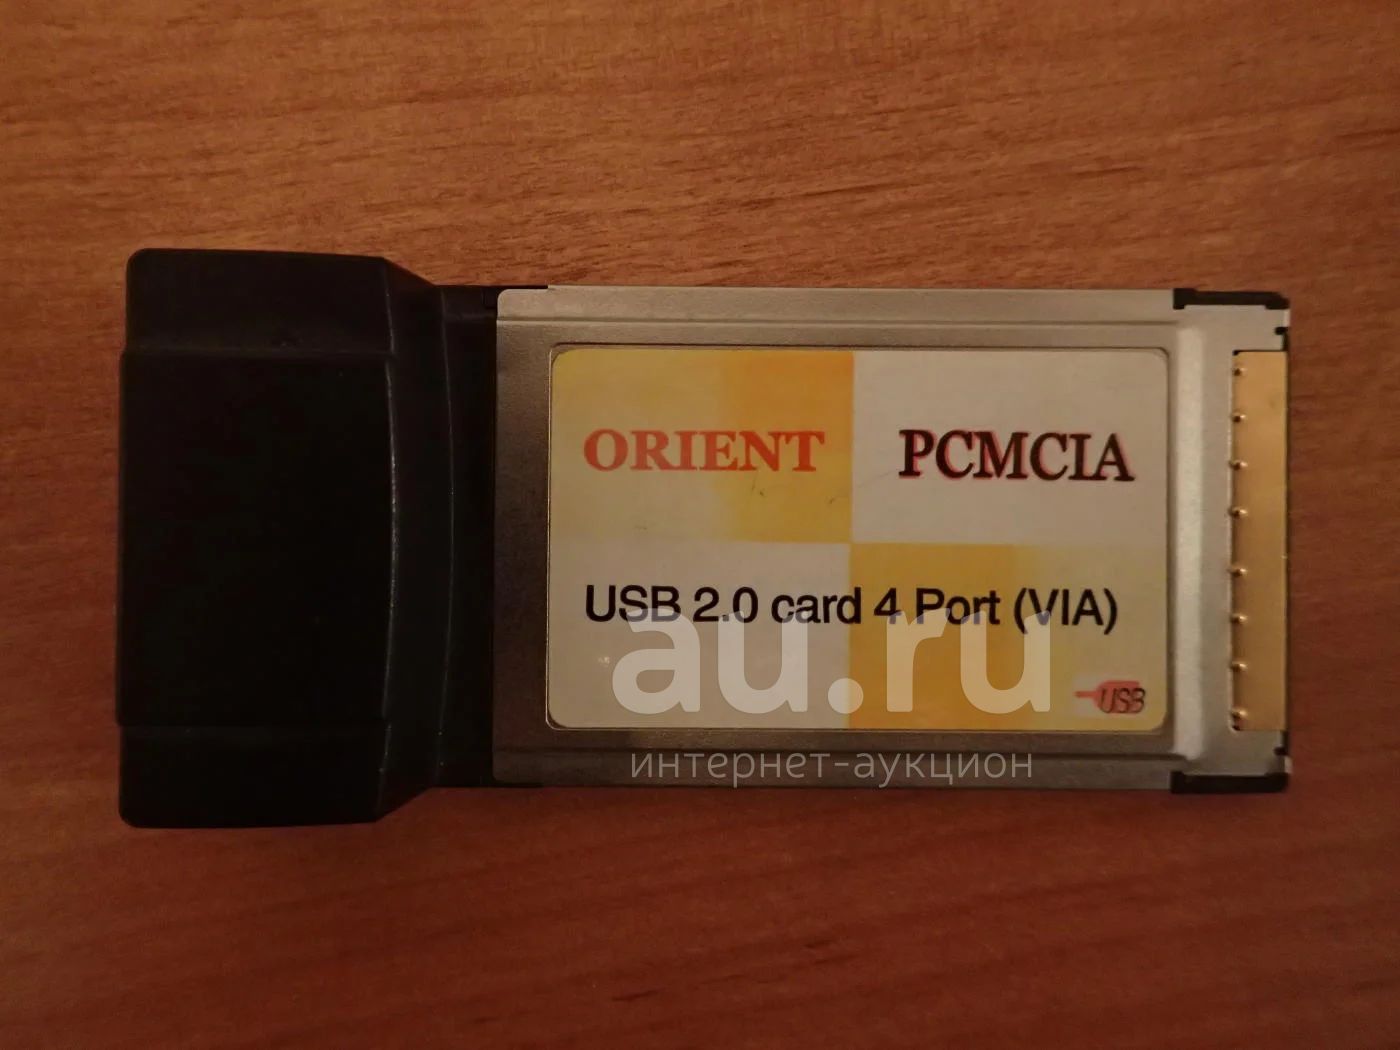 ORIENT PCMCIA
USB 2.0 card 4 Port (VIA)
au.ru
USB
интернет-аукцион